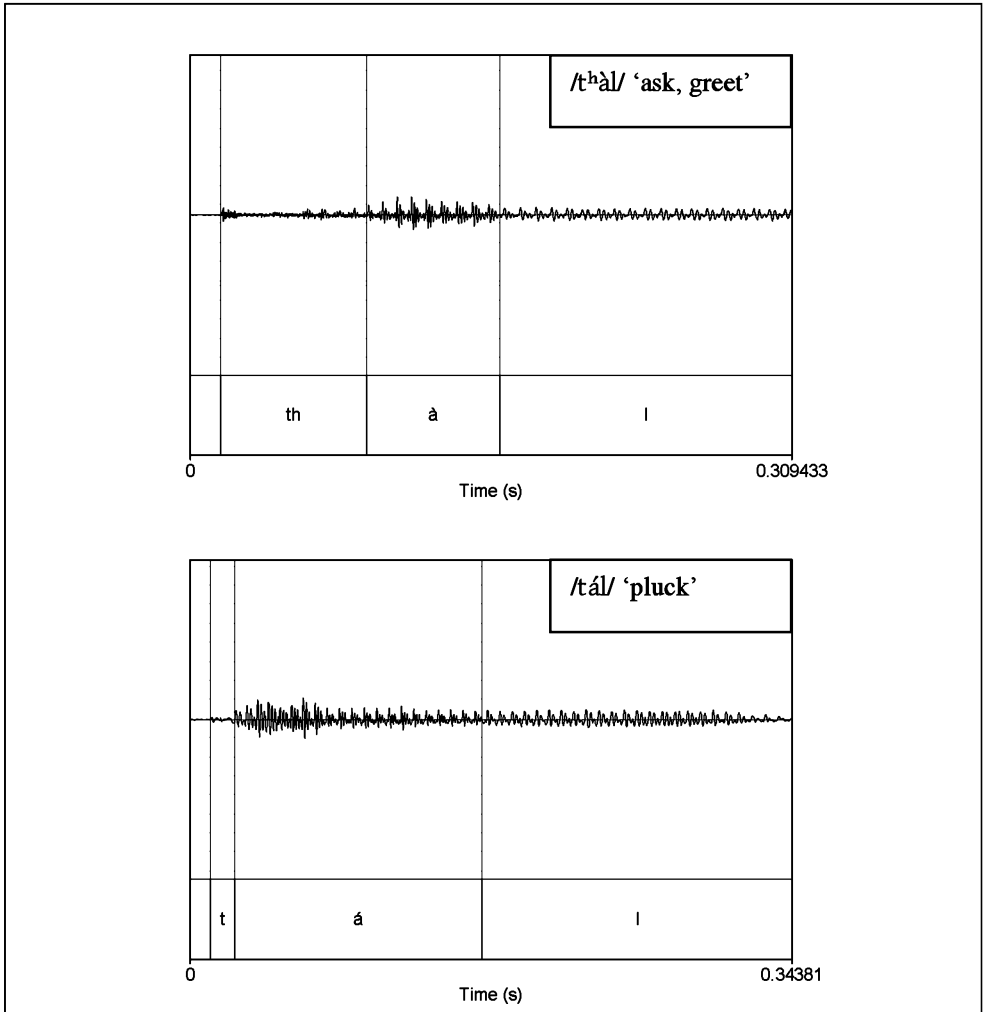 /tʰàl/ ‘ask, greet’
th à l
0 0.309433
Time (s)
/tál/ ‘pluck’
t á l
0 0.34381
Time (s)